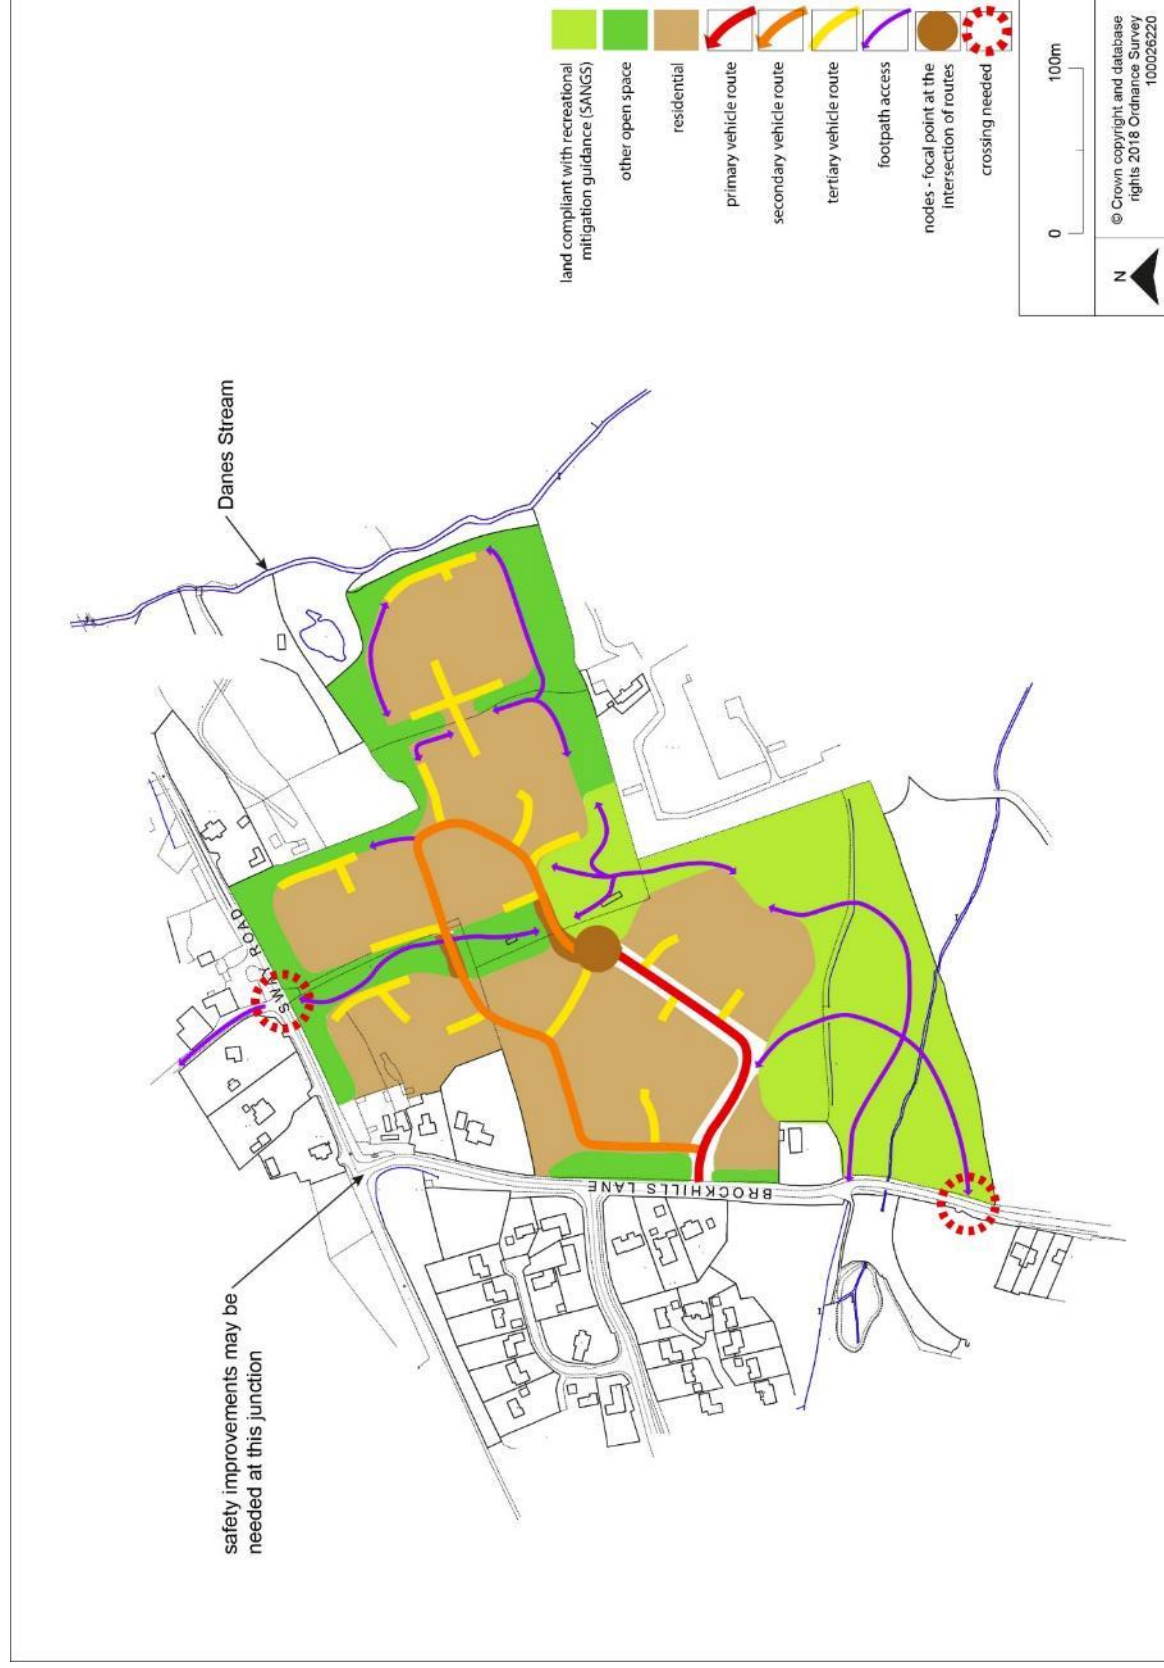 safety improvements may be
needed at this junction
Danes Stream
SWAY ROAD
BROCKHILLS LANE
land compliant with recreational
mitigation guidance (SANGS)
other open space
residential
primary vehicle route
secondary vehicle route
tertiary vehicle route
footpath access
nodes - focal point at the
intersection of routes
crossing needed
0
100m
N
© Crown copyright and database
rights 2018 Ordnance Survey
100026220